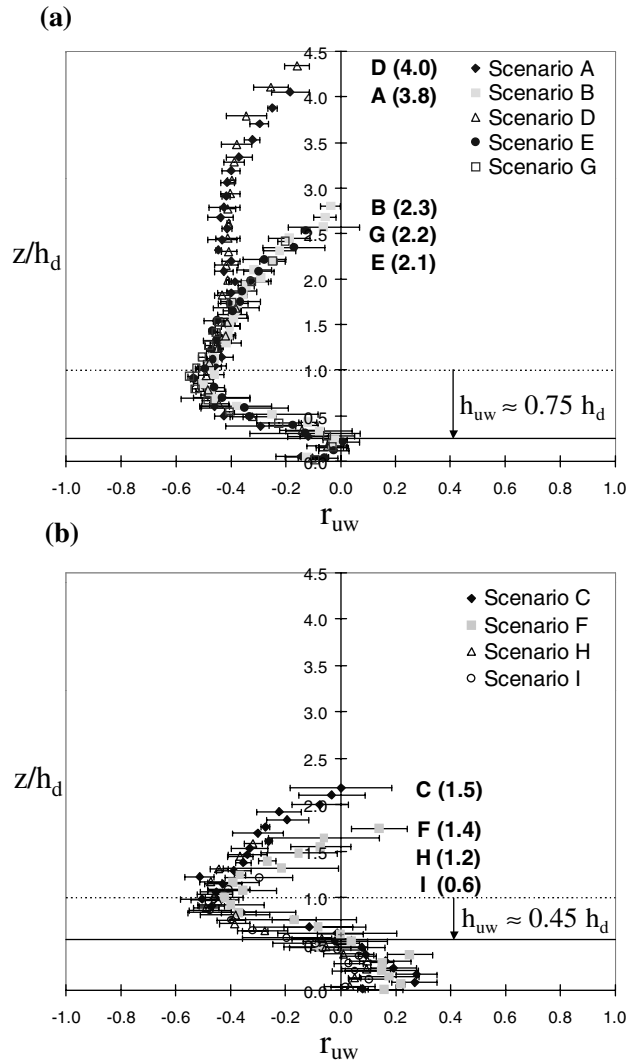 (a)
4.5
D (4.0)
A (3.8)
Scenario A
Scenario B
Scenario D
Scenario E
Scenario G
4.0
3.5
3.0
B (2.3)
G (2.2)
E (2.1)
2.5
z/h_d
2.0
1.5
1.0
h_uw ≈ 0.75 h_d
0.5
0.0
-1.0 -0.8 -0.6 -0.4 -0.2 0.0 0.2 0.4 0.6 0.8 1.0
r_uw
(b)
4.5
Scenario C
Scenario F
Scenario H
Scenario I
4.0
3.5
3.0
2.5
z/h_d
C (1.5)
2.0
F (1.4)
1.5
H (1.2)
I (0.6)
1.0
h_uw ≈ 0.45 h_d
0.5
0.0
-1.0 -0.8 -0.6 -0.4 -0.2 0.0 0.2 0.4 0.6 0.8 1.0
r_uw